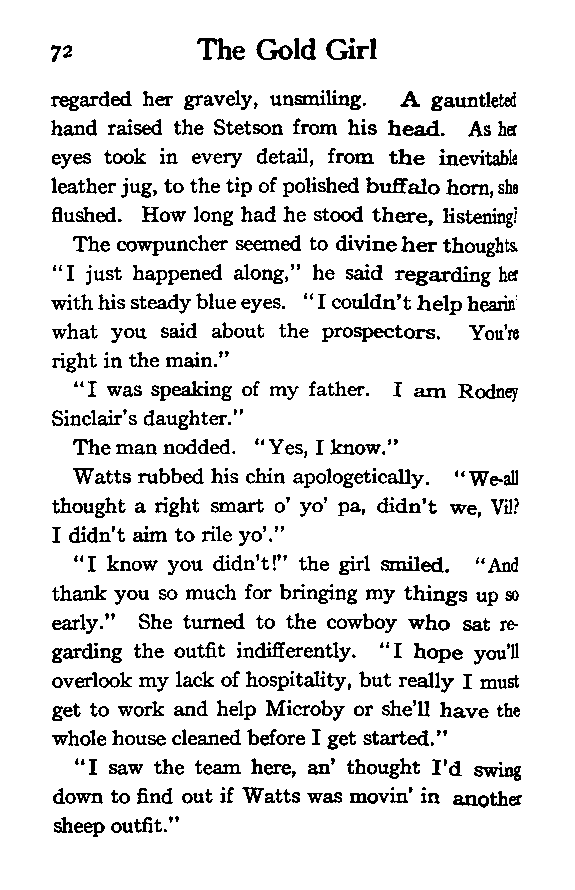 72 The Gold Girl
regarded her gravely, unsmiling. A gauntleted
hand raised the Stetson from his head. As her
eyes took in every detail, from the inevitable
leather jug, to the tip of polished buffalo horn, she
flushed. How long had he stood there, listening?
The cowpuncher seemed to divine her thoughts.
"I just happened along," he said regarding her
with his steady blue eyes. "I couldn't help hearin'
what you said about the prospectors. You're
right in the main."
"I was speaking of my father. I am Rodney
Sinclair's daughter."
The man nodded. "Yes, I know."
Watts rubbed his chin apologetically. "We-all
thought a right smart o' yo' pa, didn't we, Vil?
I didn't aim to rile yo'."
"I know you didn't!" the girl smiled. "And
thank you so much for bringing my things up so
early." She turned to the cowboy who sat re-
garding the outfit indifferently. "I hope you'll
overlook my lack of hospitality, but really I must
get to work and help Microby or she'll have the
whole house cleaned before I get started."
"I saw the team here, an' thought I'd swing
down to find out if Watts was movin' in another
sheep outfit."